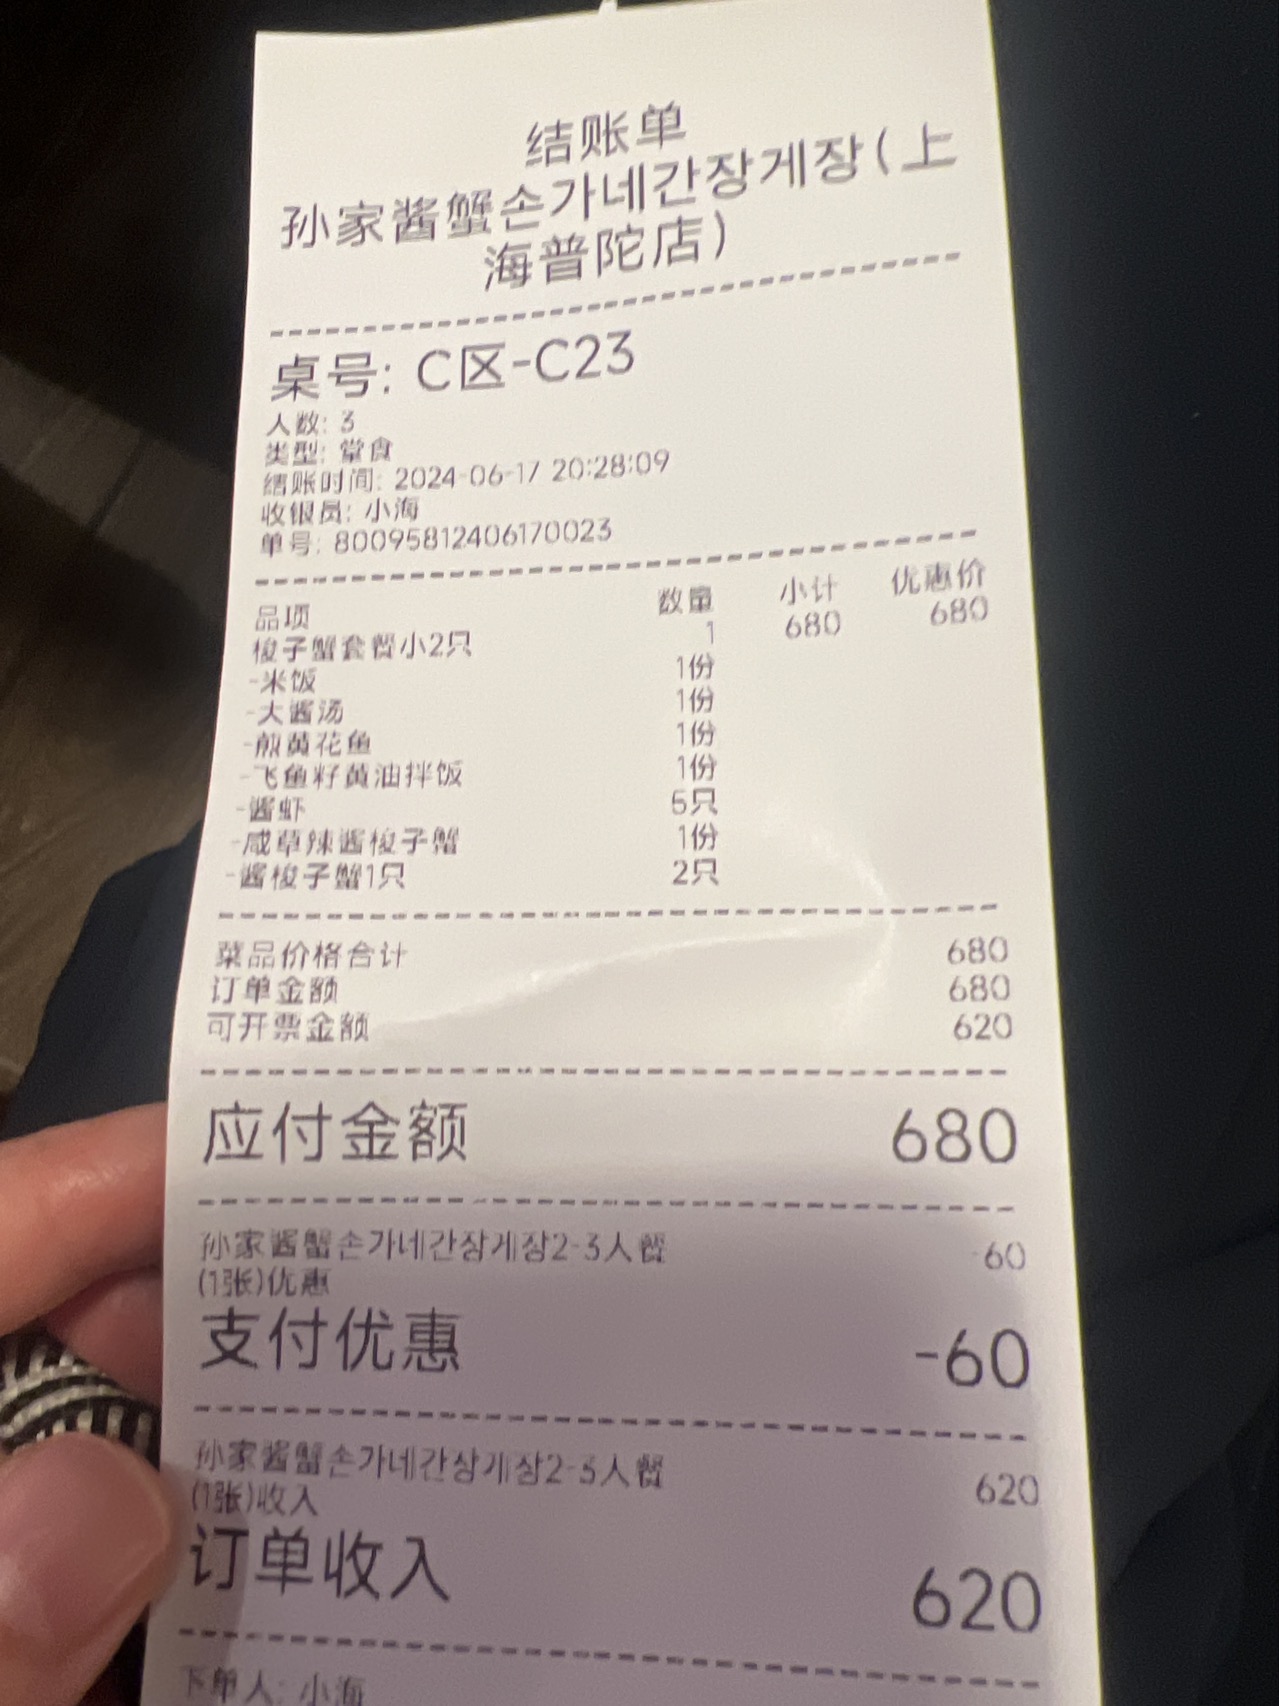 结账单
孙家酱蟹손가네간장게장(上
海普陀店)
桌号: C区-C23
人数: 3
类型: 堂食
结账时间: 2024-06-17 20:28:09
收银员: 小海
单号: 80095812406170023
品项 数量 小计 优惠价
梭子蟹套餐小2只 1 680 680
-米饭 1份
-大酱汤 1份
-煎黄花鱼 1份
-飞鱼籽黄油拌饭 1份
-酱虾 5只
-咸草辣酱梭子蟹 1份
-酱梭子蟹1只 2只
菜品价格合计 680
订单金额 680
可开票金额 620
应付金额 680
孙家酱蟹손가네간장게장2-3人餐 -60
(1张)优惠
支付优惠 -60
孙家酱蟹손가네간장게장2-3人餐 620
(1张)收入
订单收入 620
下单人: 小海